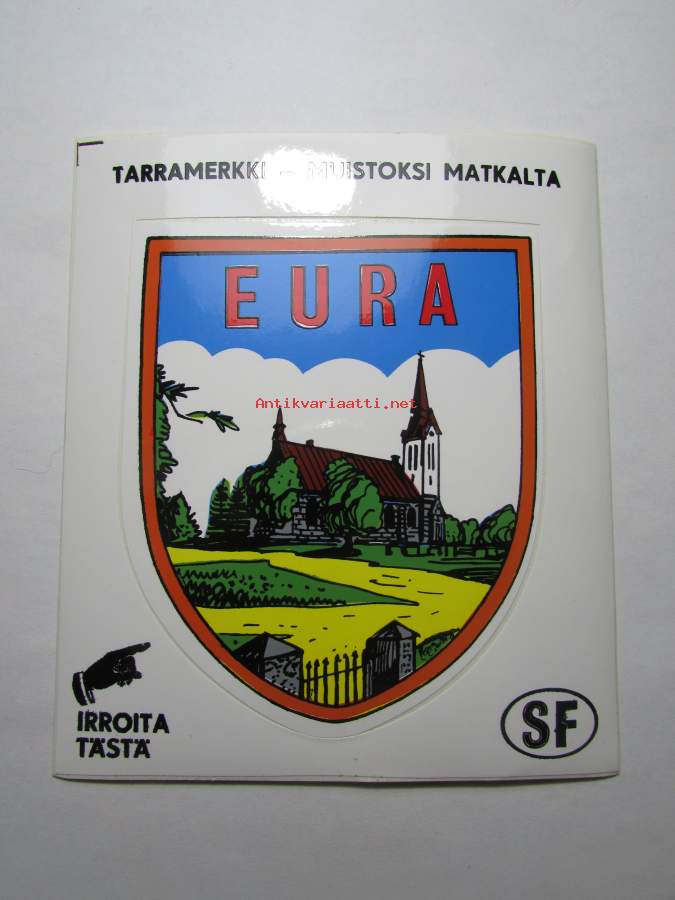 TARRAMERKKI – MUISTOKSI MATKALTA
EURA
Antikvariaatti.net
IRROITA
TÄSTÄ
SF